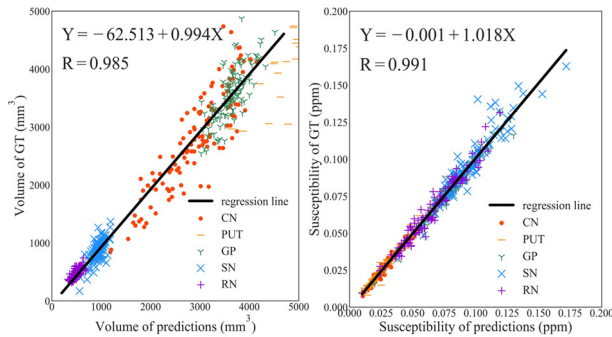 5000
4000
3000
2000
1000
0
Volume of GT (mm³)
Y = −62.513 + 0.994X
R = 0.985
regression line
CN
PUT
GP
SN
RN
0 1000 2000 3000 4000 5000
Volume of predictions (mm³)
0.200
0.175
0.150
0.125
0.100
0.075
0.050
0.025
0.000
Susceptibility of GT (ppm)
Y = −0.001 + 1.018X
R = 0.991
regression line
CN
PUT
GP
SN
RN
0.000 0.025 0.050 0.075 0.100 0.125 0.150 0.175 0.200
Susceptibility of predictions (ppm)